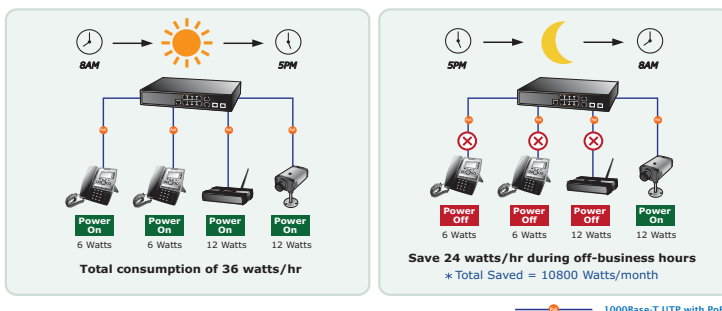 8AM
5PM
Power On
Power On
Power On
Power On
6 Watts
6 Watts
12 Watts
12 Watts
Total consumption of 36 watts/hr
5PM
8AM
Power Off
Power Off
Power Off
Power On
6 Watts
6 Watts
12 Watts
12 Watts
Save 24 watts/hr during off-business hours
* Total Saved = 10800 Watts/month
1000Base-T UTP with PoE